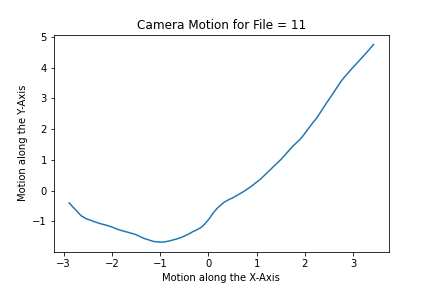 Camera Motion for File = 11
Motion along the Y-Axis
5
4
3
2
1
0
−1
−3 −2 −1 0 1 2 3
Motion along the X-Axis